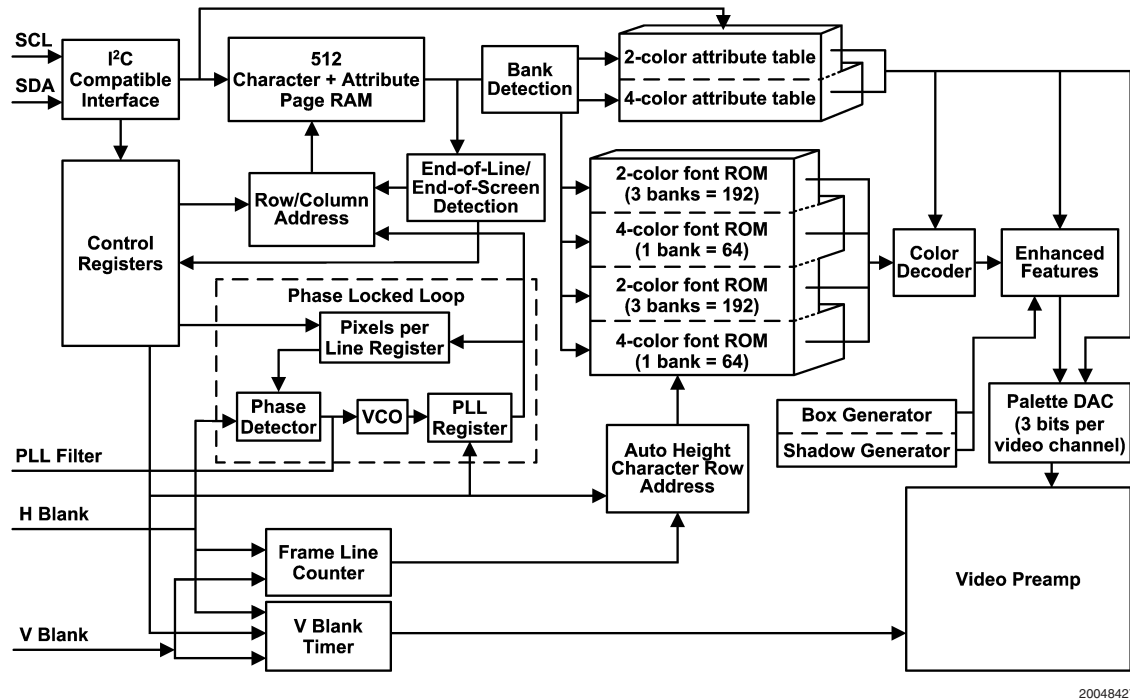 SCL
SDA
I²C
Compatible
Interface
512
Character + Attribute
Page RAM
Bank
Detection
2-color attribute table
4-color attribute table
End-of-Line/
End-of-Screen
Detection
Row/Column
Address
Control
Registers
2-color font ROM
(3 banks = 192)
4-color font ROM
(1 bank = 64)
2-color font ROM
(3 banks = 192)
4-color font ROM
(1 bank = 64)
Color
Decoder
Enhanced
Features
Phase Locked Loop
Pixels per
Line Register
Phase
Detector
VCO
PLL
Register
PLL Filter
Auto Height
Character Row
Address
Box Generator
Shadow Generator
Palette DAC
(3 bits per
video channel)
H Blank
Frame Line
Counter
V Blank
V Blank
Timer
Video Preamp
2004842